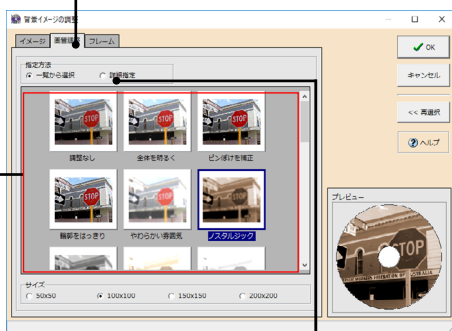 背景イメージの調整
イメージ 画質調整 フレーム
指定方法
一覧から選択 詳細指定
調整なし 全体を明るく ピンぼけを補正
輪郭をはっきり やわらかい雰囲気 ノスタルジック
サイズ
50x50 100x100 150x150 200x200
OK
キャンセル
<< 再選択
ヘルプ
プレビュー
STOP